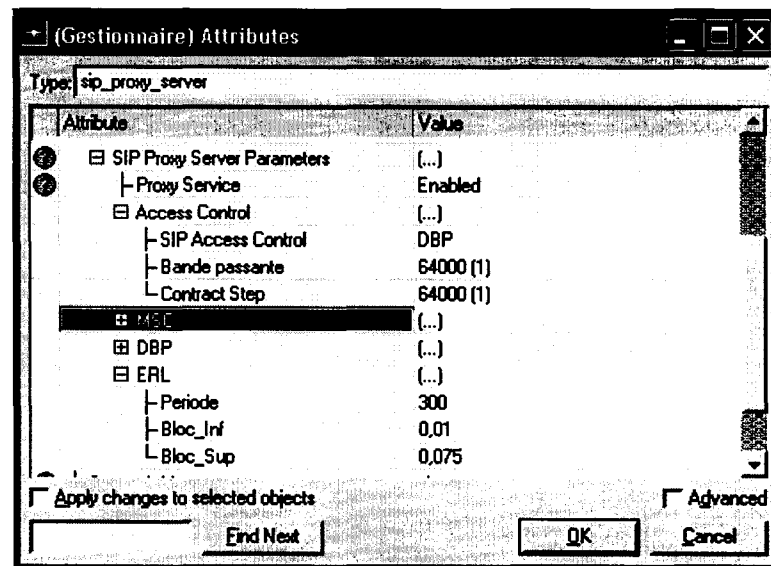 (Gestionnaire) Attributes
Type: sip_proxy_server
Attribute Value
SIP Proxy Server Parameters (...)
Proxy Service Enabled
Access Control (...)
SIP Access Control DBP
Bande passante 64000 (1)
Contract Step 64000 (1)
(...)
DBP (...)
ERL (...)
Periode 300
Bloc_Inf 0,01
Bloc_Sup 0,075
Apply changes to selected objects Advanced
Find Next OK Cancel